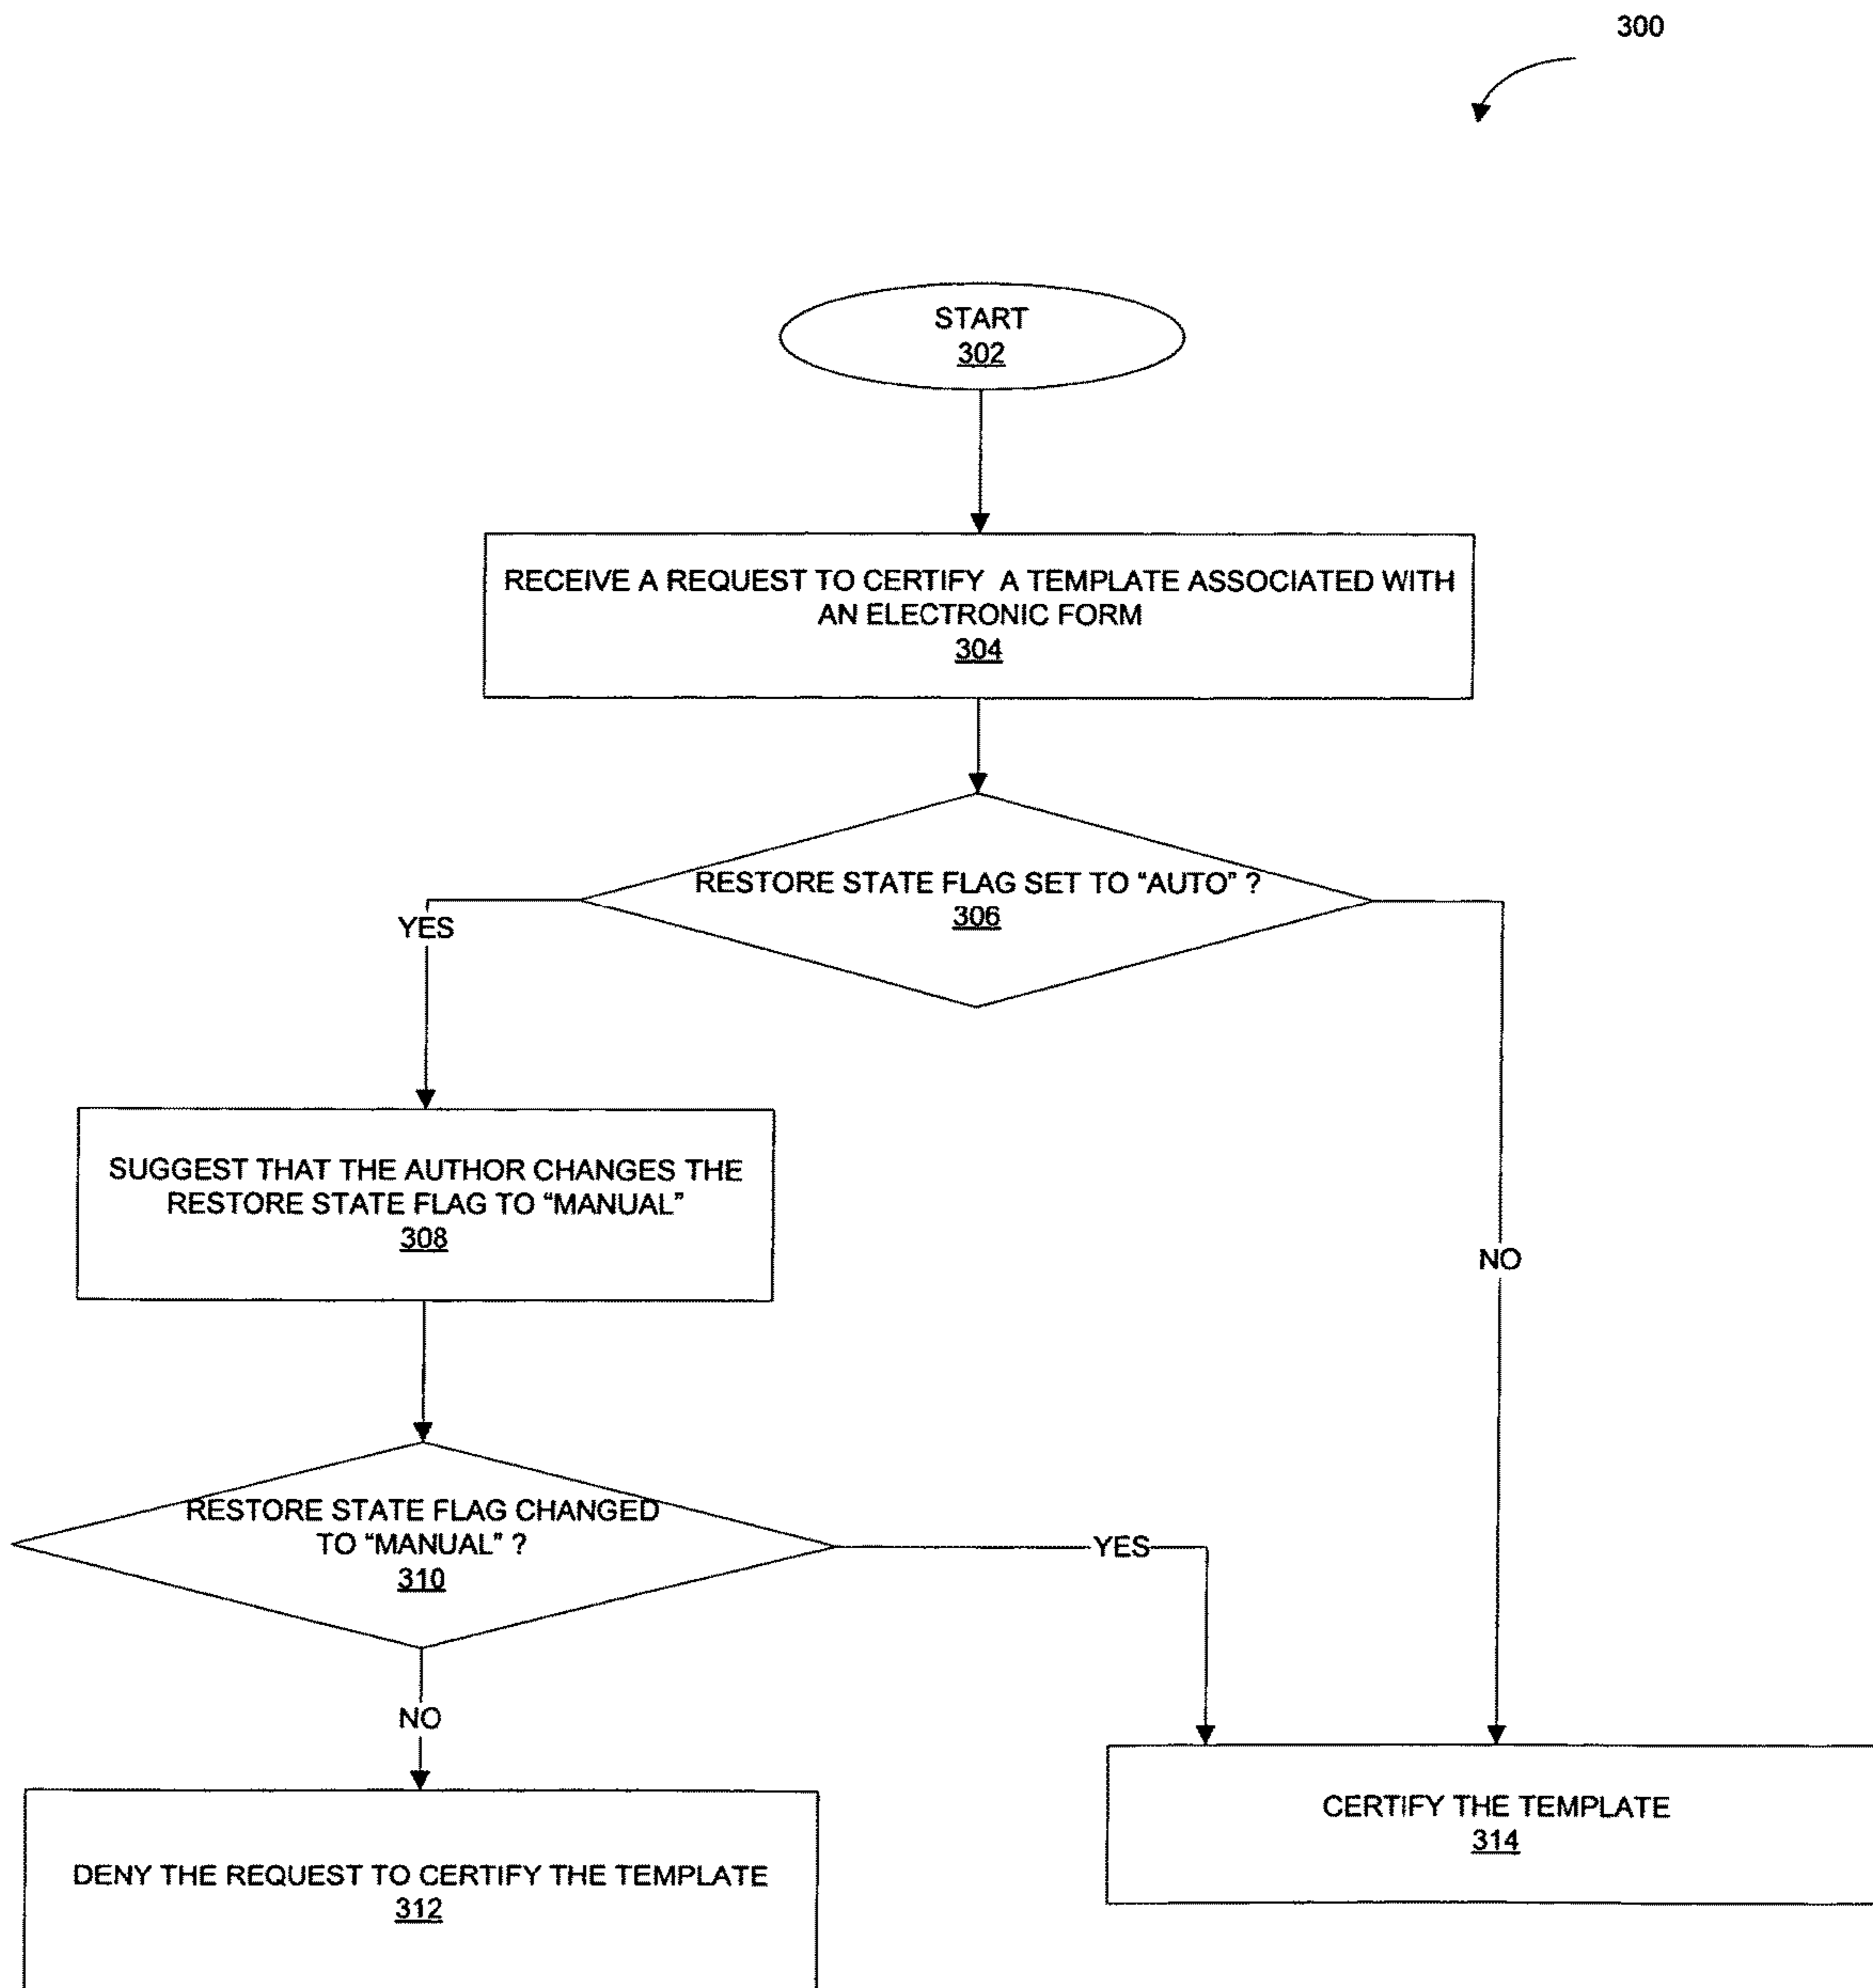 300
START
302
RECEIVE A REQUEST TO CERTIFY A TEMPLATE ASSOCIATED WITH
AN ELECTRONIC FORM
304
RESTORE STATE FLAG SET TO “AUTO” ?
306
YES
SUGGEST THAT THE AUTHOR CHANGES THE
RESTORE STATE FLAG TO “MANUAL”
308
NO
RESTORE STATE FLAG CHANGED
TO “MANUAL” ?
310
YES
NO
CERTIFY THE TEMPLATE
314
DENY THE REQUEST TO CERTIFY THE TEMPLATE
312